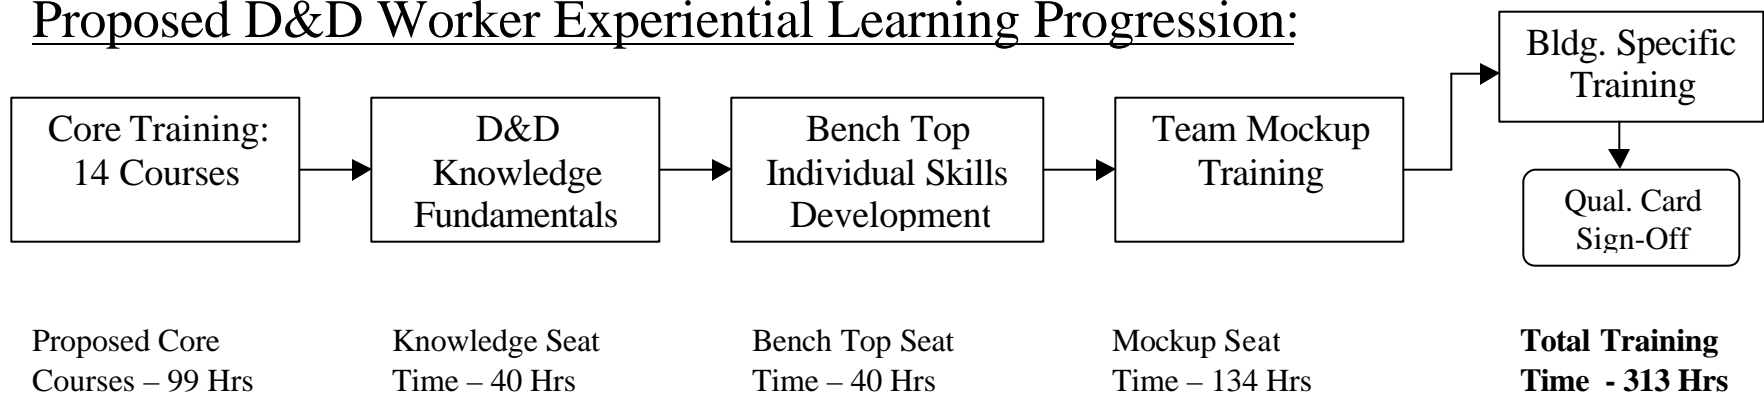 Proposed D&D Worker Experiential Learning Progression:
Core Training:
14 Courses
D&D
Knowledge
Fundamentals
Bench Top
Individual Skills
Development
Team Mockup
Training
Bldg. Specific
Training
Qual. Card
Sign-Off
Proposed Core
Courses – 99 Hrs
Knowledge Seat
Time – 40 Hrs
Bench Top Seat
Time – 40 Hrs
Mockup Seat
Time – 134 Hrs
Total Training
Time - 313 Hrs